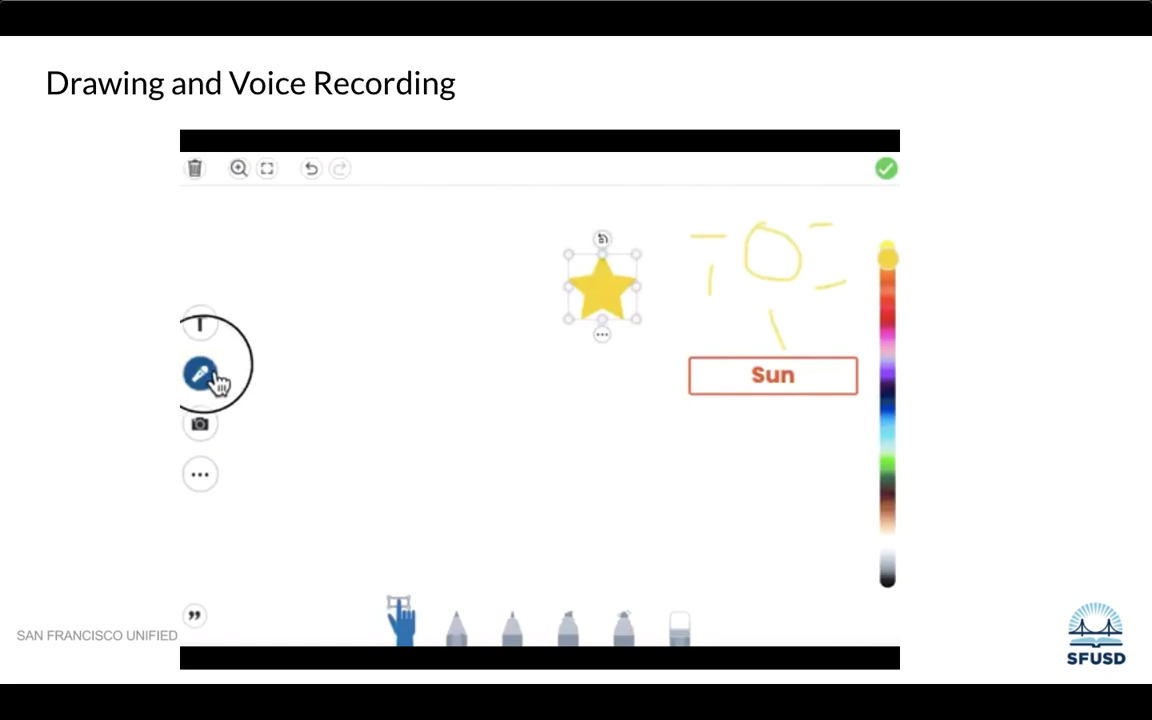 Drawing and Voice Recording
T
Sun
SAN FRANCISCO UNIFIED
SFUSD